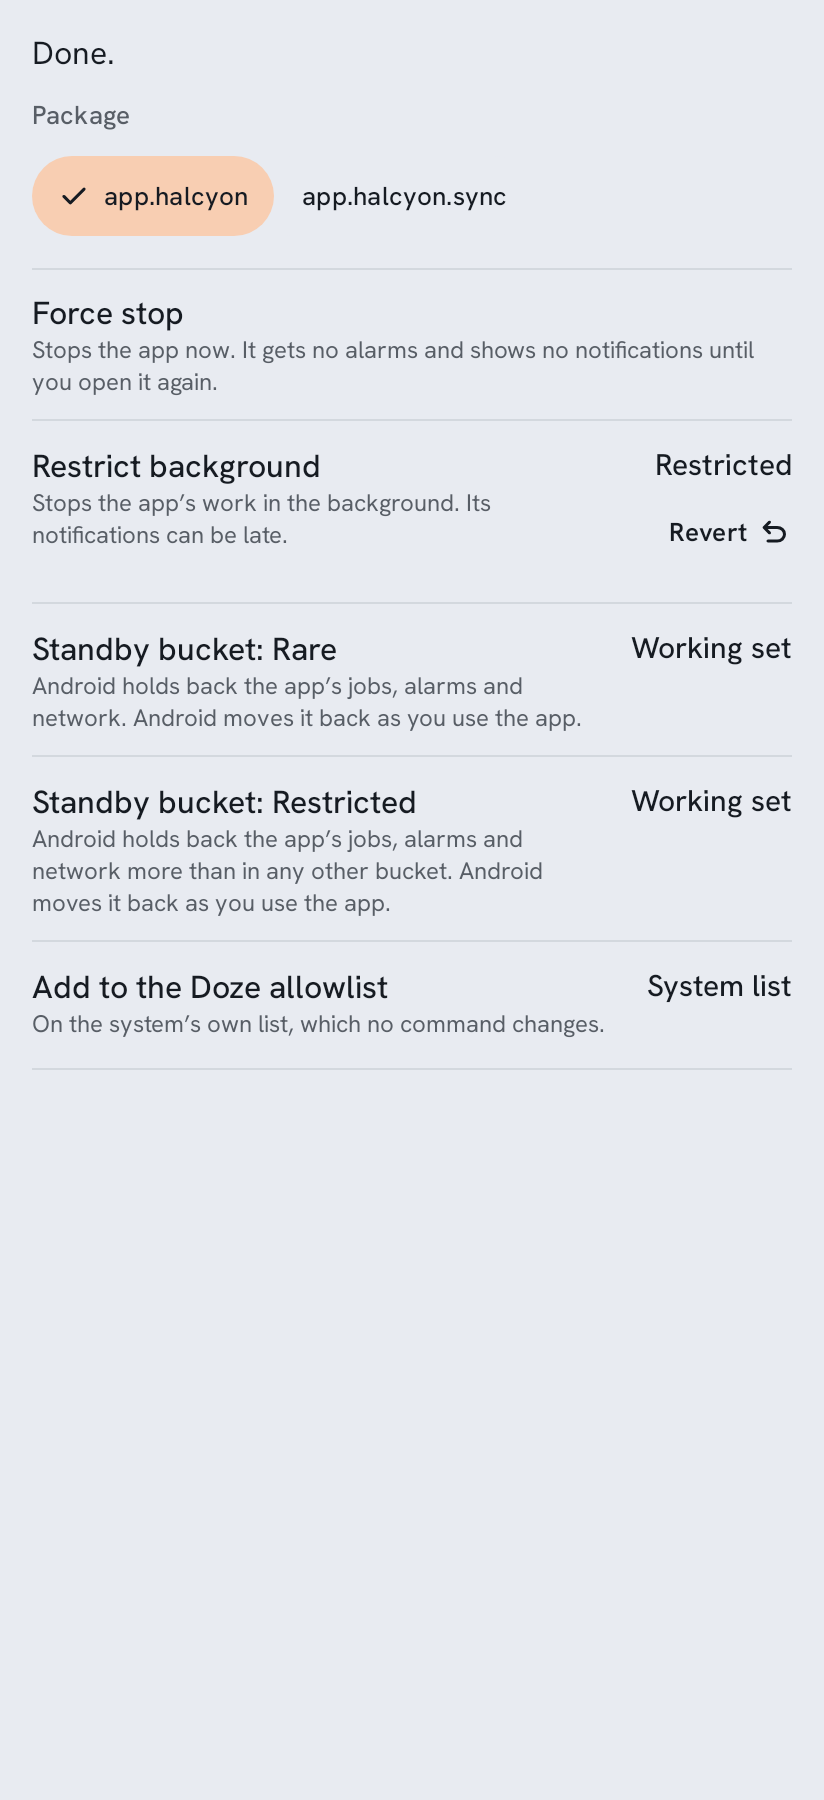 Done.
Package
app.halcyon
app.halcyon.sync
Force stop
Stops the app now. It gets no alarms and shows no notifications until
you open it again.
Restrict background
Restricted
Stops the app’s work in the background. Its
notifications can be late.
Revert
Standby bucket: Rare
Working set
Android holds back the app’s jobs, alarms and
network. Android moves it back as you use the app.
Standby bucket: Restricted
Working set
Android holds back the app’s jobs, alarms and
network more than in any other bucket. Android
moves it back as you use the app.
Add to the Doze allowlist
System list
On the system’s own list, which no command changes.